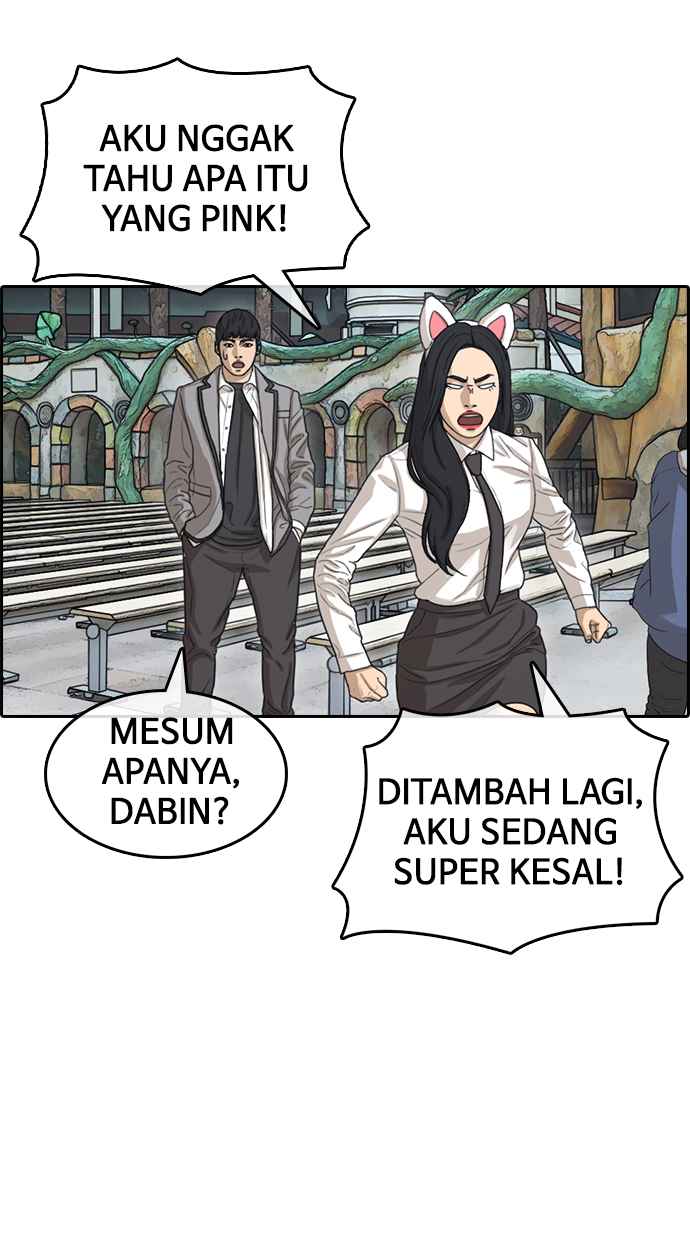 AKU NGGAK
TAHU APA ITU
YANG PINK!
MESUM
APANYA,
DABIN?
DITAMBAH LAGI,
AKU SEDANG
SUPER KESAL!